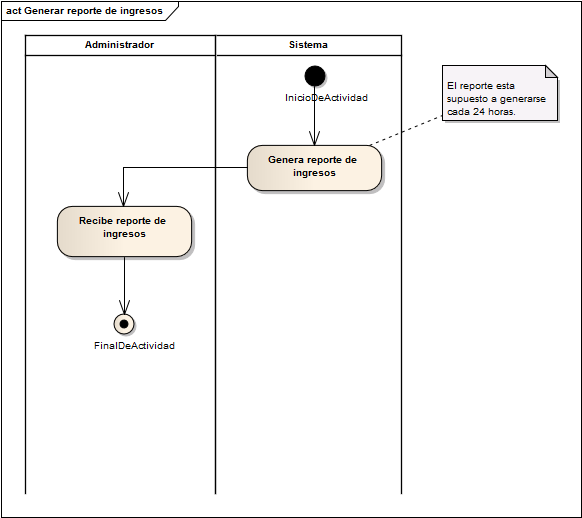 act Generar reporte de ingresos
Administrador
Sistema
InicioDeActividad
El reporte esta
supuesto a generarse
cada 24 horas.
Genera reporte de
ingresos
Recibe reporte de
ingresos
FinalDeActividad